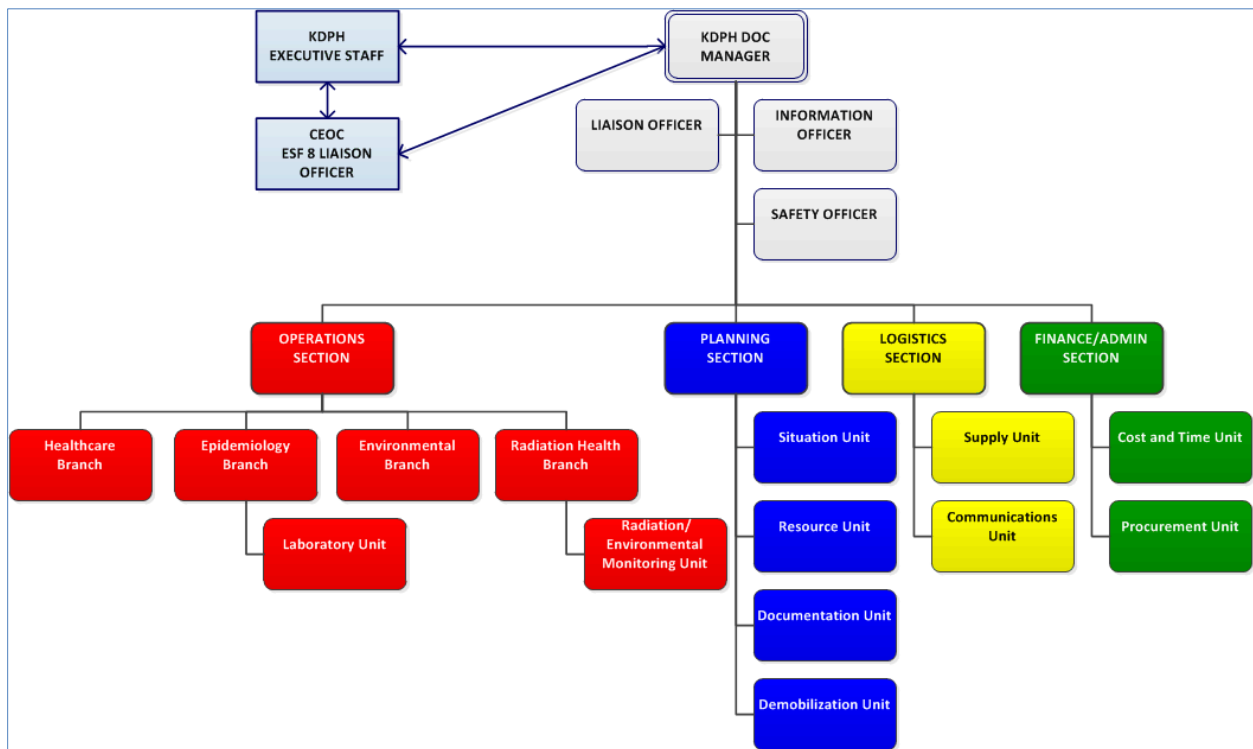 KDPH
EXECUTIVE STAFF
KDPH DOC
MANAGER
LIAISON OFFICER
INFORMATION
OFFICER
CEOC
ESF 8 LIAISON
OFFICER
SAFETY OFFICER
OPERATIONS
SECTION
PLANNING
SECTION
LOGISTICS
SECTION
FINANCE/ADMIN
SECTION
Healthcare
Branch
Epidemiology
Branch
Environmental
Branch
Radiation Health
Branch
Situation Unit
Supply Unit
Cost and Time Unit
Laboratory Unit
Radiation/
Environmental
Monitoring Unit
Resource Unit
Communications
Unit
Procurement Unit
Documentation Unit
Demobilization Unit